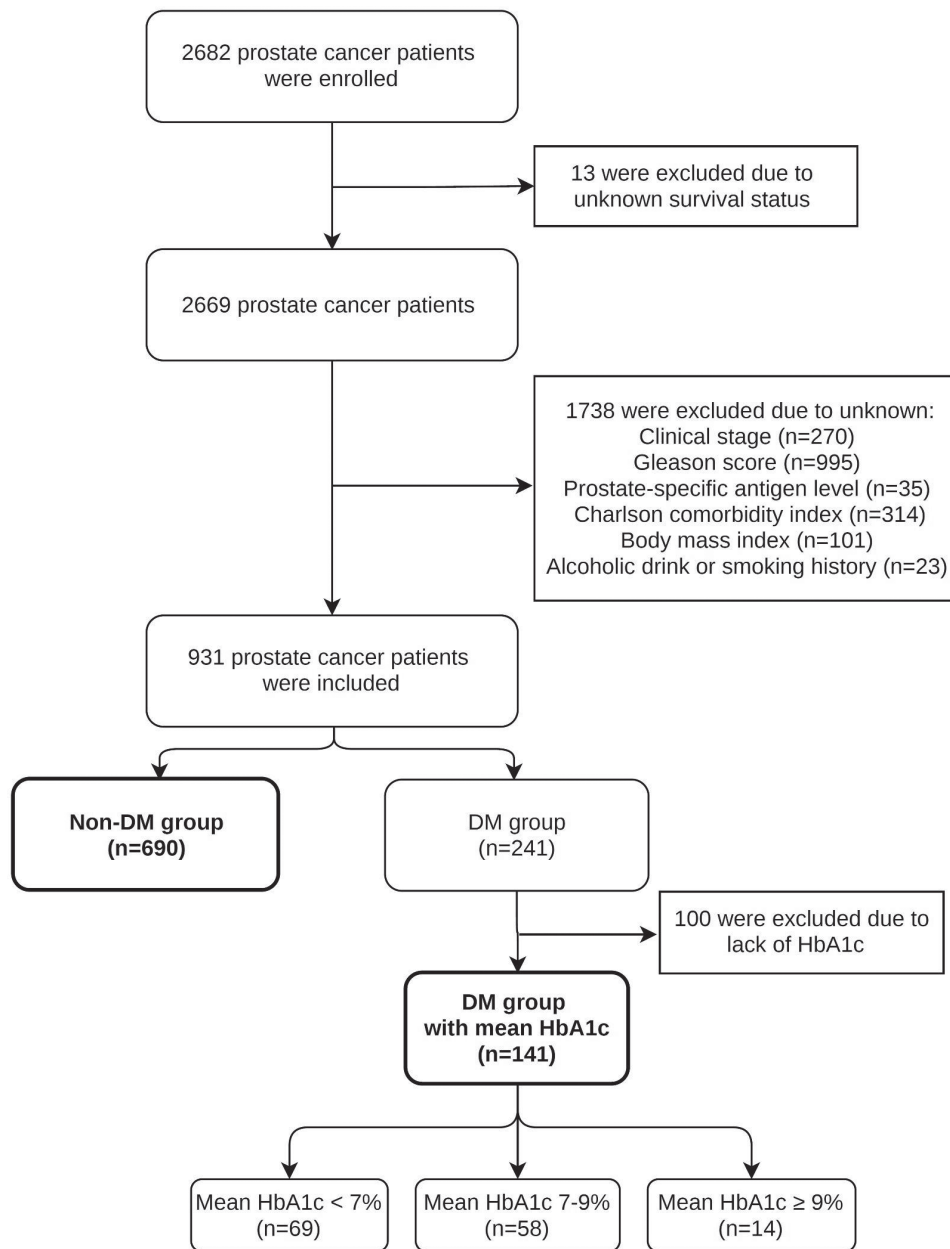 2682 prostate cancer patients
were enrolled
13 were excluded due to
unknown survival status
2669 prostate cancer patients
1738 were excluded due to unknown:
Clinical stage (n=270)
Gleason score (n=995)
Prostate-specific antigen level (n=35)
Charlson comorbidity index (n=314)
Body mass index (n=101)
Alcoholic drink or smoking history (n=23)
931 prostate cancer patients
were included
Non-DM group
(n=690)
DM group
(n=241)
100 were excluded due to
lack of HbA1c
DM group
with mean HbA1c
(n=141)
Mean HbA1c < 7%
(n=69)
Mean HbA1c 7-9%
(n=58)
Mean HbA1c ≥ 9%
(n=14)